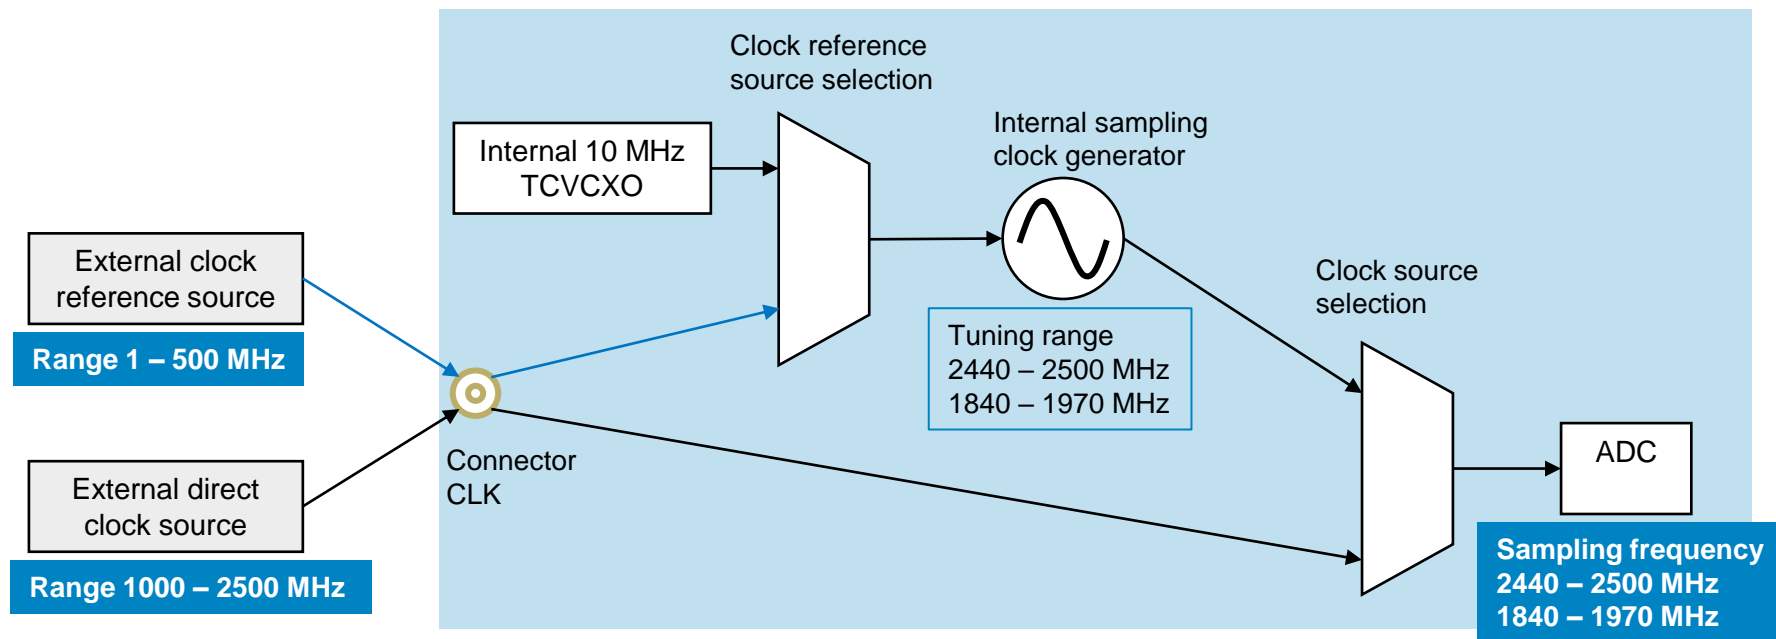 Clock reference
source selection
Internal 10 MHz
TCVCXO
Internal sampling
clock generator
External clock
reference source
Range 1 – 500 MHz
Clock source
selection
Tuning range
2440 – 2500 MHz
1840 – 1970 MHz
Connector
CLK
External direct
clock source
Range 1000 – 2500 MHz
ADC
Sampling frequency
2440 – 2500 MHz
1840 – 1970 MHz